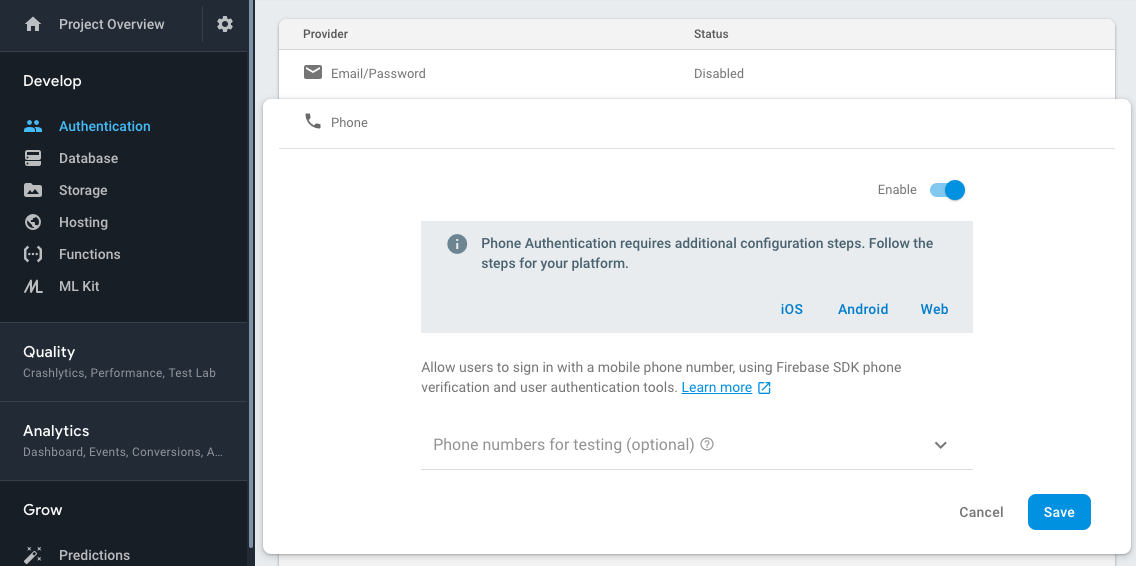 Project Overview
Develop
Authentication
Database
Storage
Hosting
Functions
ML Kit
Quality
Crashlytics, Performance, Test Lab
Analytics
Dashboard, Events, Conversions, A...
Grow
Predictions
Provider Status
Email/Password Disabled
Phone
Enable
Phone Authentication requires additional configuration steps. Follow the
steps for your platform.
iOS Android Web
Allow users to sign in with a mobile phone number, using Firebase SDK phone
verification and user authentication tools. Learn more
Phone numbers for testing (optional)
Cancel Save